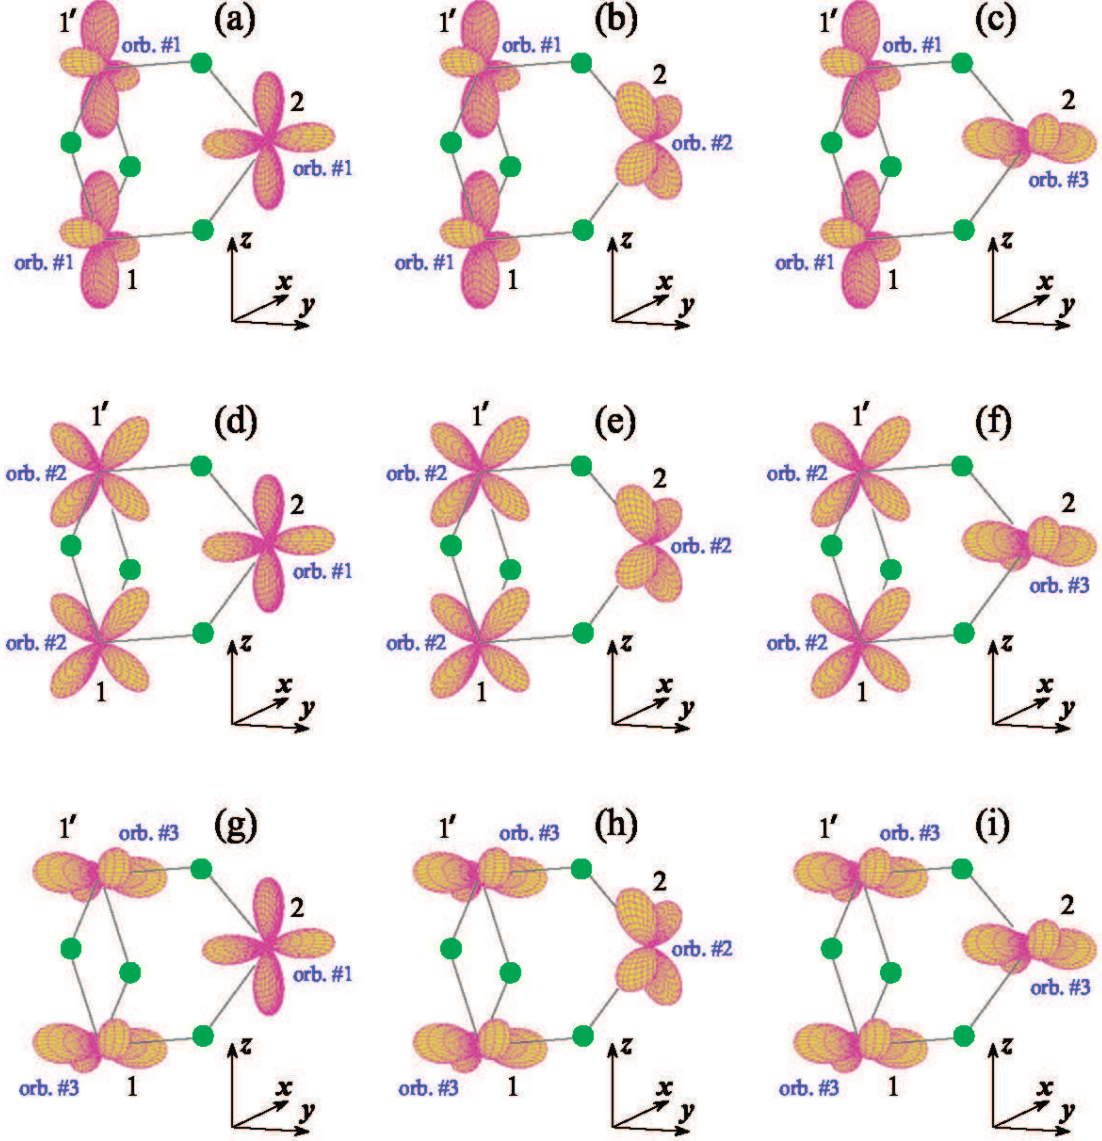 (a) (b) (c)
1′ orb. #1 1′ orb. #1 1′ orb. #1
2 2 2
orb. #1 orb. #2 orb. #3
orb. #1 1 orb. #1 1 orb. #1 1
z z z
x x x
y y y
(d) (e) (f)
1′ 1′ 1′
orb. #2 orb. #2 orb. #2
2 2 2
orb. #1 orb. #2 orb. #3
orb. #2 orb. #2 orb. #2
1 1 1
z z z
x x x
y y y
(g) (h) (i)
1′ orb. #3 1′ orb. #3 1′ orb. #3
2 2 2
orb. #1 orb. #2 orb. #3
orb. #3 1 orb. #3 1 orb. #3 1
z z z
x x x
y y y